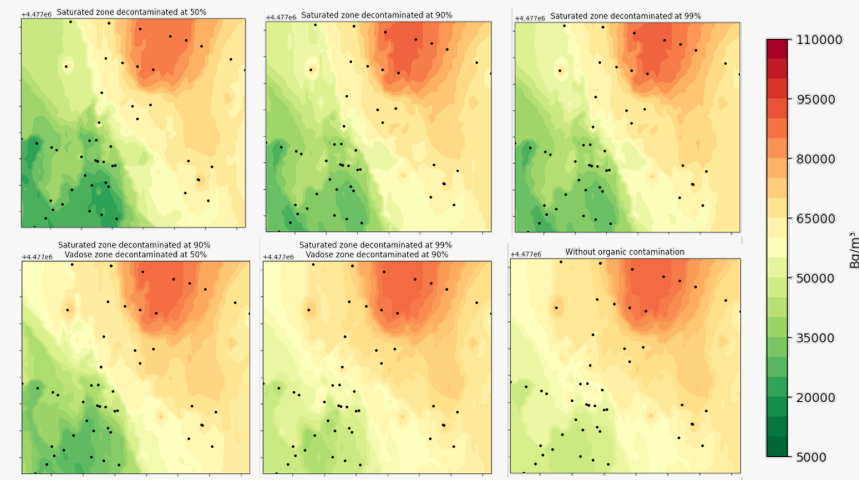 Saturated zone decontaminated at 50%
+4.477e6
Saturated zone decontaminated at 90%
+4.477e6
Saturated zone decontaminated at 99%
+4.477e6
Saturated zone decontaminated at 90%
Vadose zone decontaminated at 50%
+4.477e6
Saturated zone decontaminated at 99%
Vadose zone decontaminated at 90%
+4.477e6
Without organic contamination
+4.477e6
110000
95000
80000
65000
50000
35000
20000
5000
Bq/m³